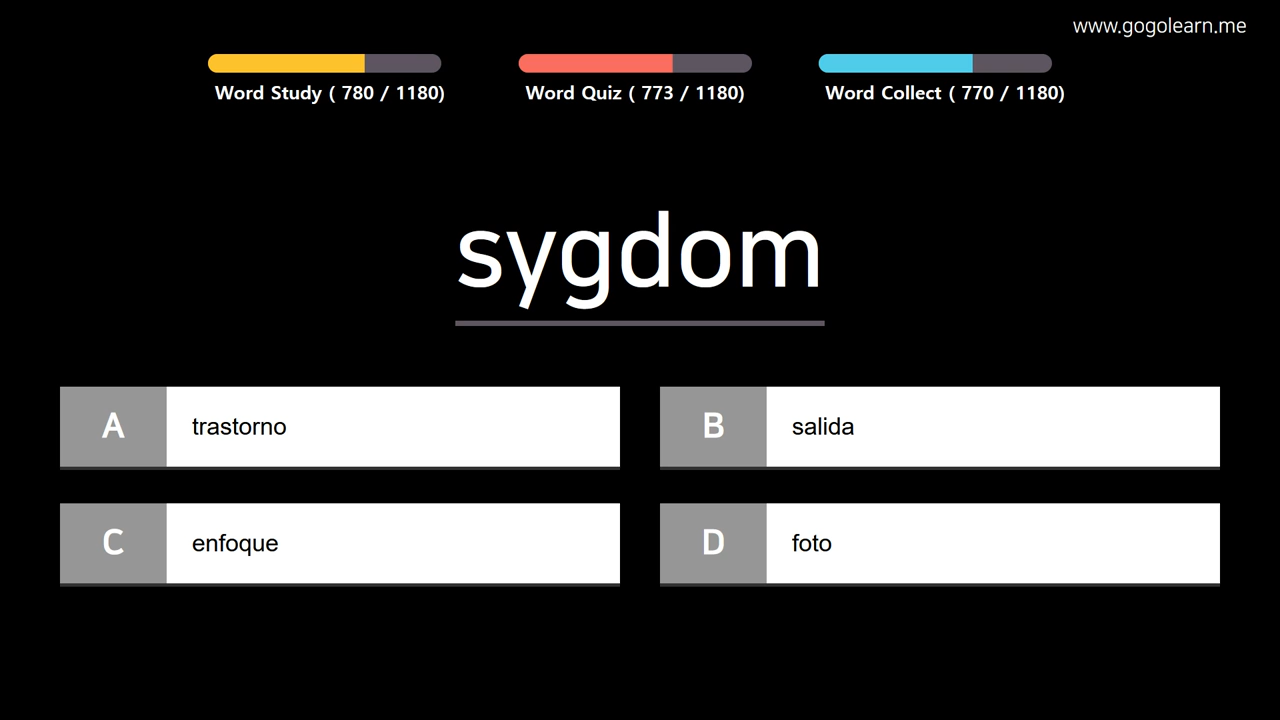 www.gogolearn.me
Word Study ( 780 / 1180)
Word Quiz ( 773 / 1180)
Word Collect ( 770 / 1180)
sygdom
A trastorno
B salida
C enfoque
D foto